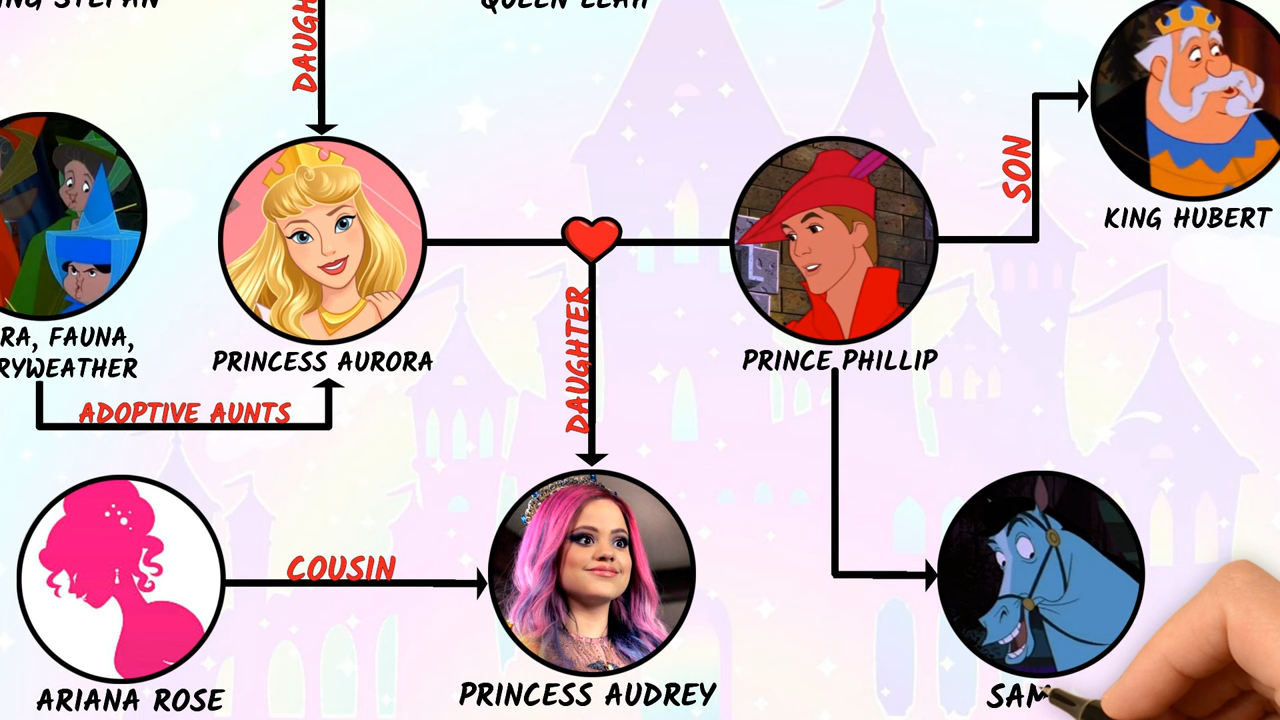 QUEEN LEAH
DAUGH
SON
KING HUBERT
RA, FAUNA,
RYWEATHER
PRINCESS AURORA
DAUGHTER
PRINCE PHILLIP
ADOPTIVE AUNTS
COUSIN
ARIANA ROSE
PRINCESS AUDREY
SAM